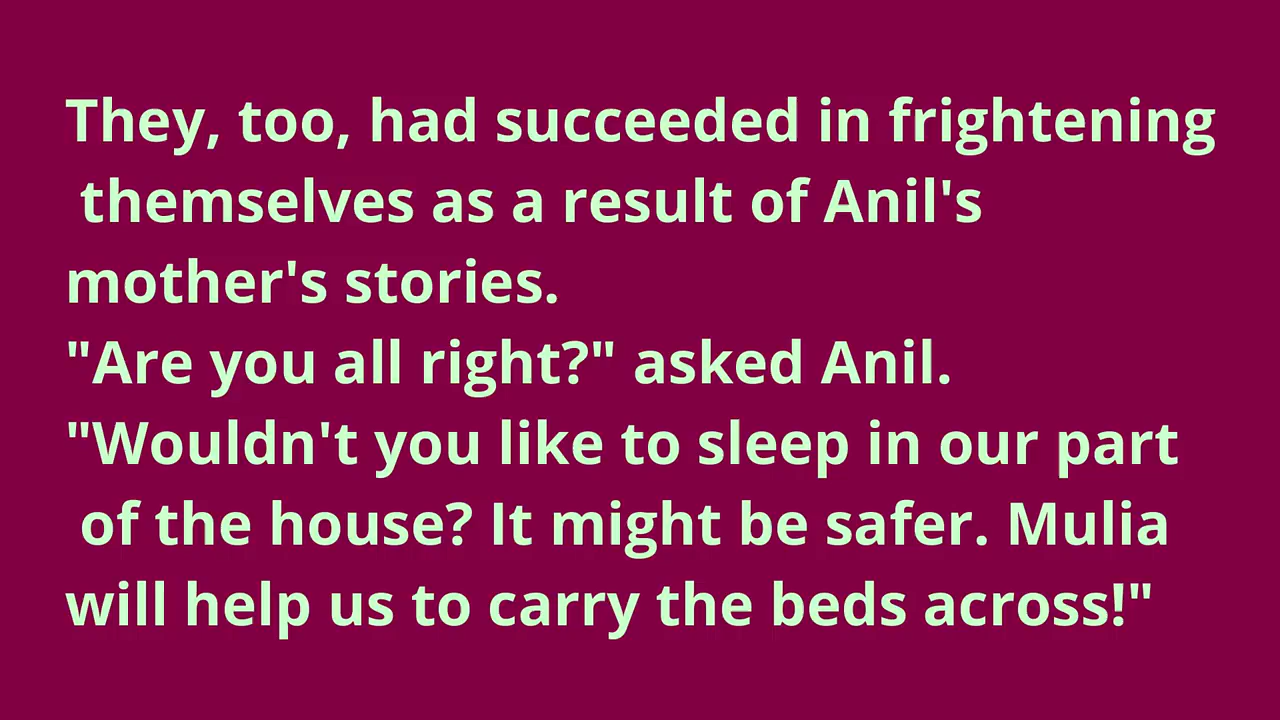 They, too, had succeeded in frightening
themselves as a result of Anil's
mother's stories.
"Are you all right?" asked Anil.
"Wouldn't you like to sleep in our part
of the house? It might be safer. Mulia
will help us to carry the beds across!"